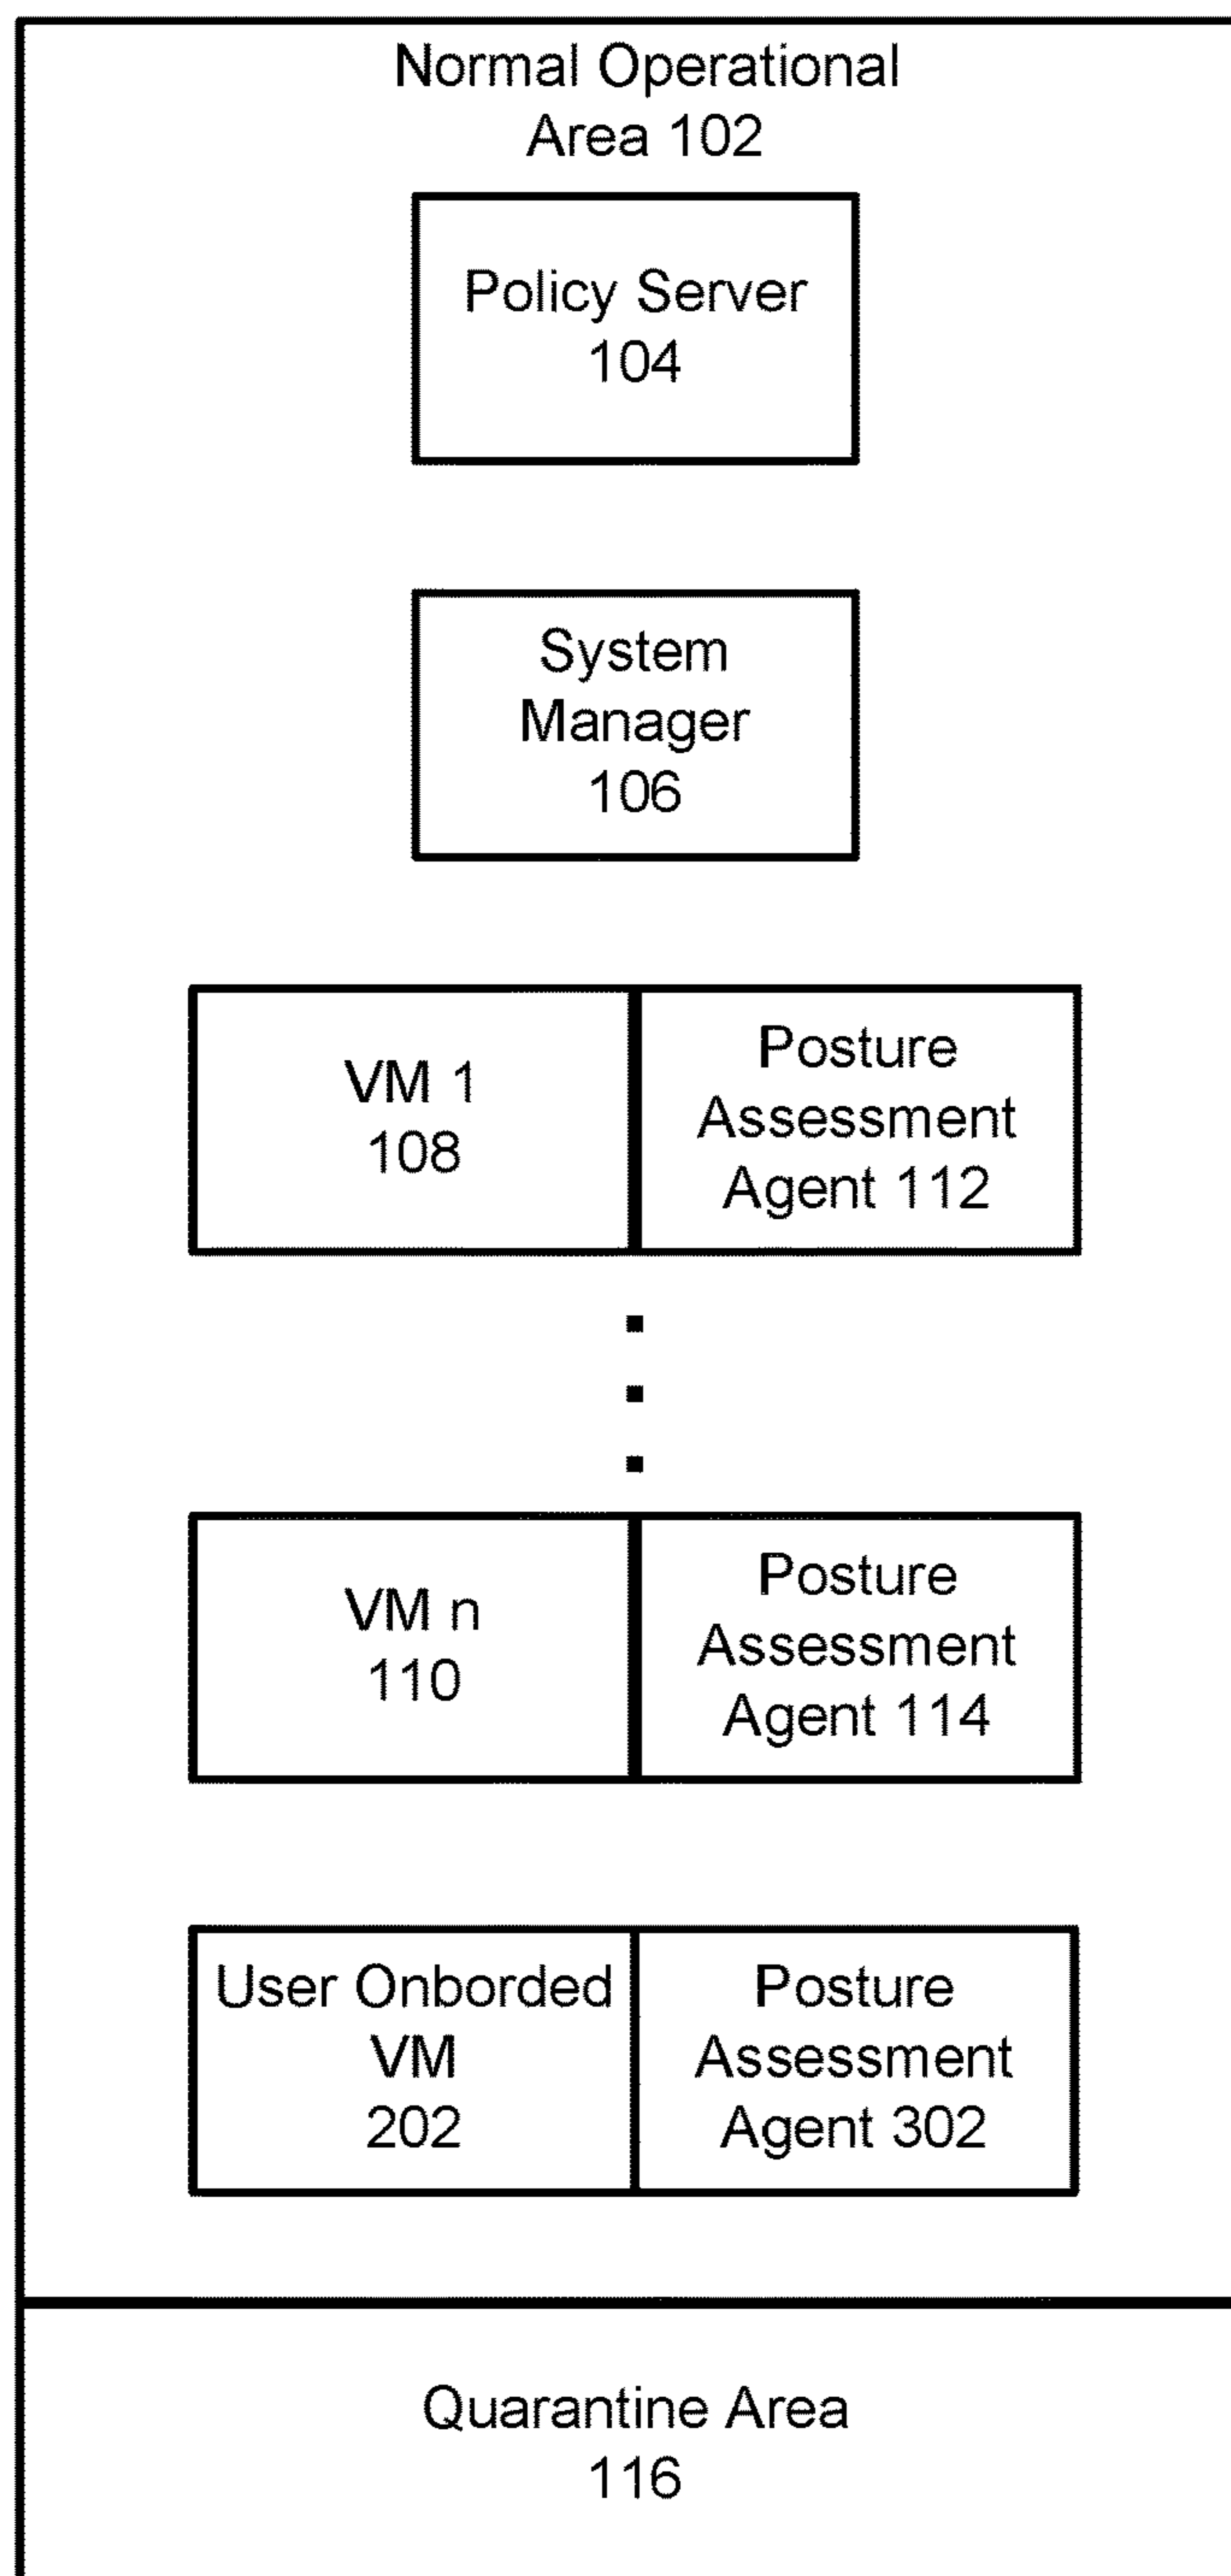 Normal Operational
Area 102
Policy Server
104
System
Manager
106
VM 1
108
Posture
Assessment
Agent 112
VM n
110
Posture
Assessment
Agent 114
User Onborded
VM
202
Posture
Assessment
Agent 302
Quarantine Area
116